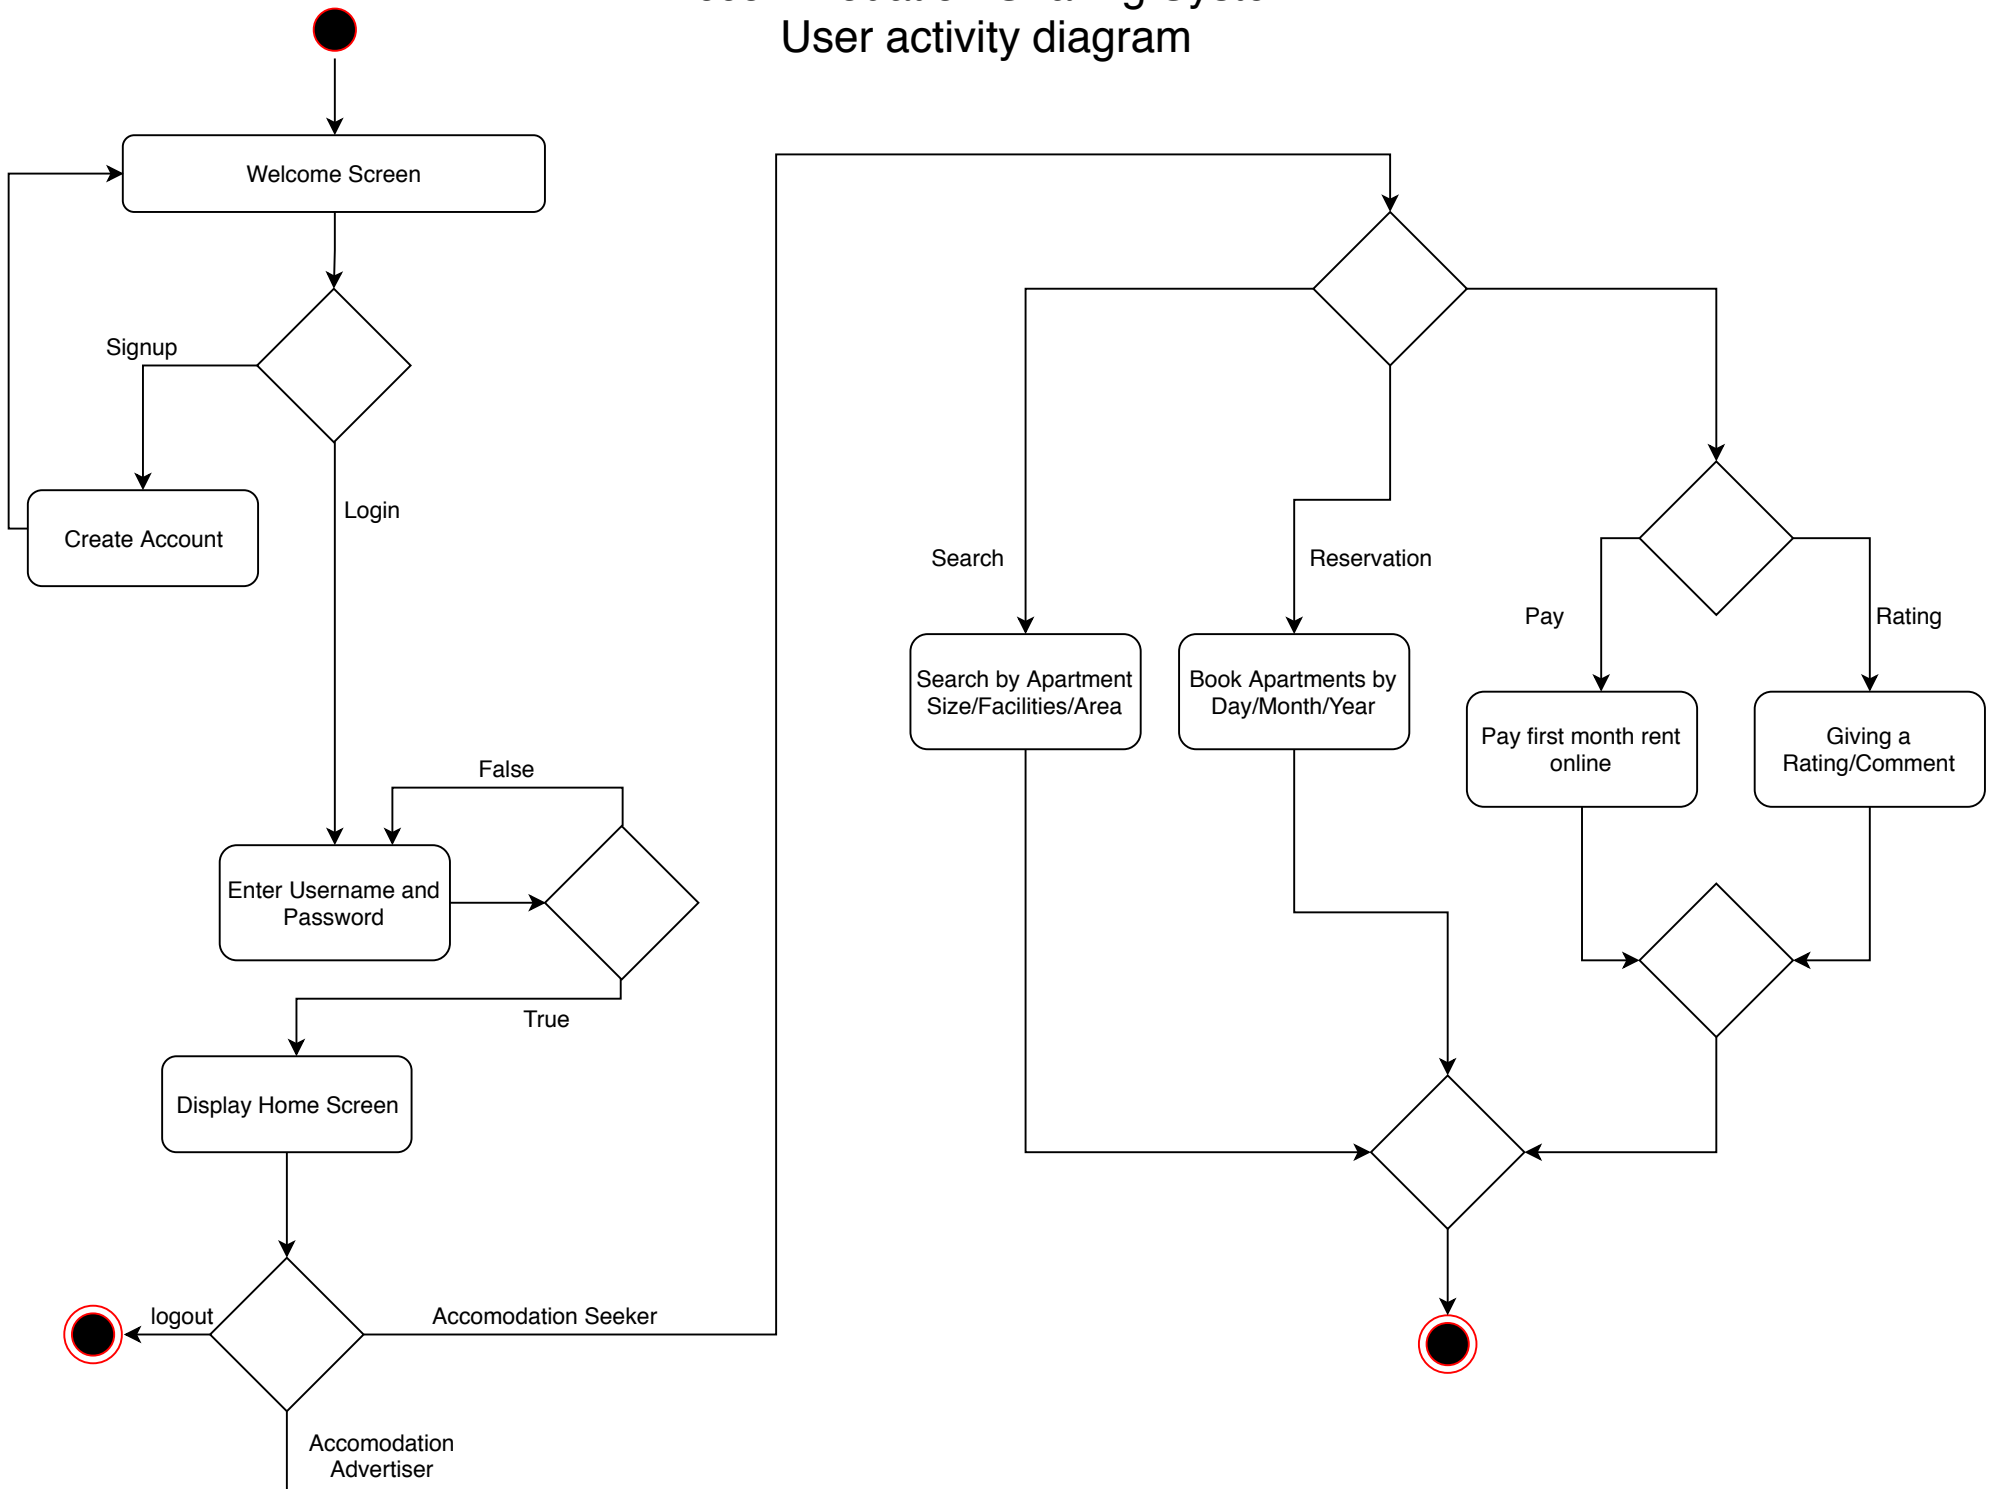 User activity diagram
Welcome Screen
Signup
Create Account
Login
False
Enter Username and
Password
True
Display Home Screen
logout
Accomodation Seeker
Accomodation
Advertiser
Search
Reservation
Pay
Rating
Search by Apartment
Size/Facilities/Area
Book Apartments by
Day/Month/Year
Pay first month rent
online
Giving a
Rating/Comment